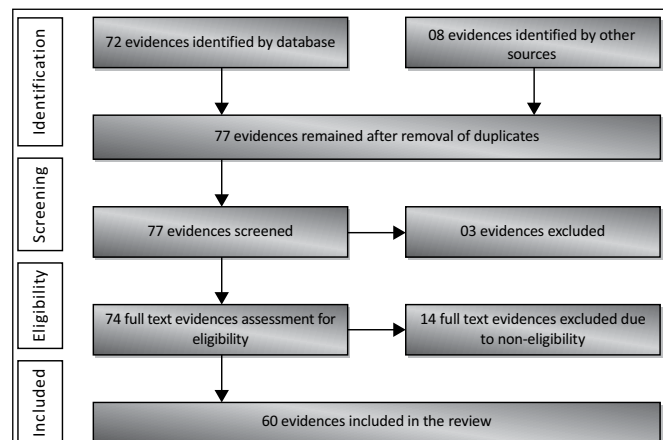 Identification
72 evidences identified by database
08 evidences identified by other
sources
77 evidences remained after removal of duplicates
Screening
77 evidences screened
03 evidences excluded
Eligibility
74 full text evidences assessment for
eligibility
14 full text evidences excluded due
to non-eligibility
Included
60 evidences included in the review